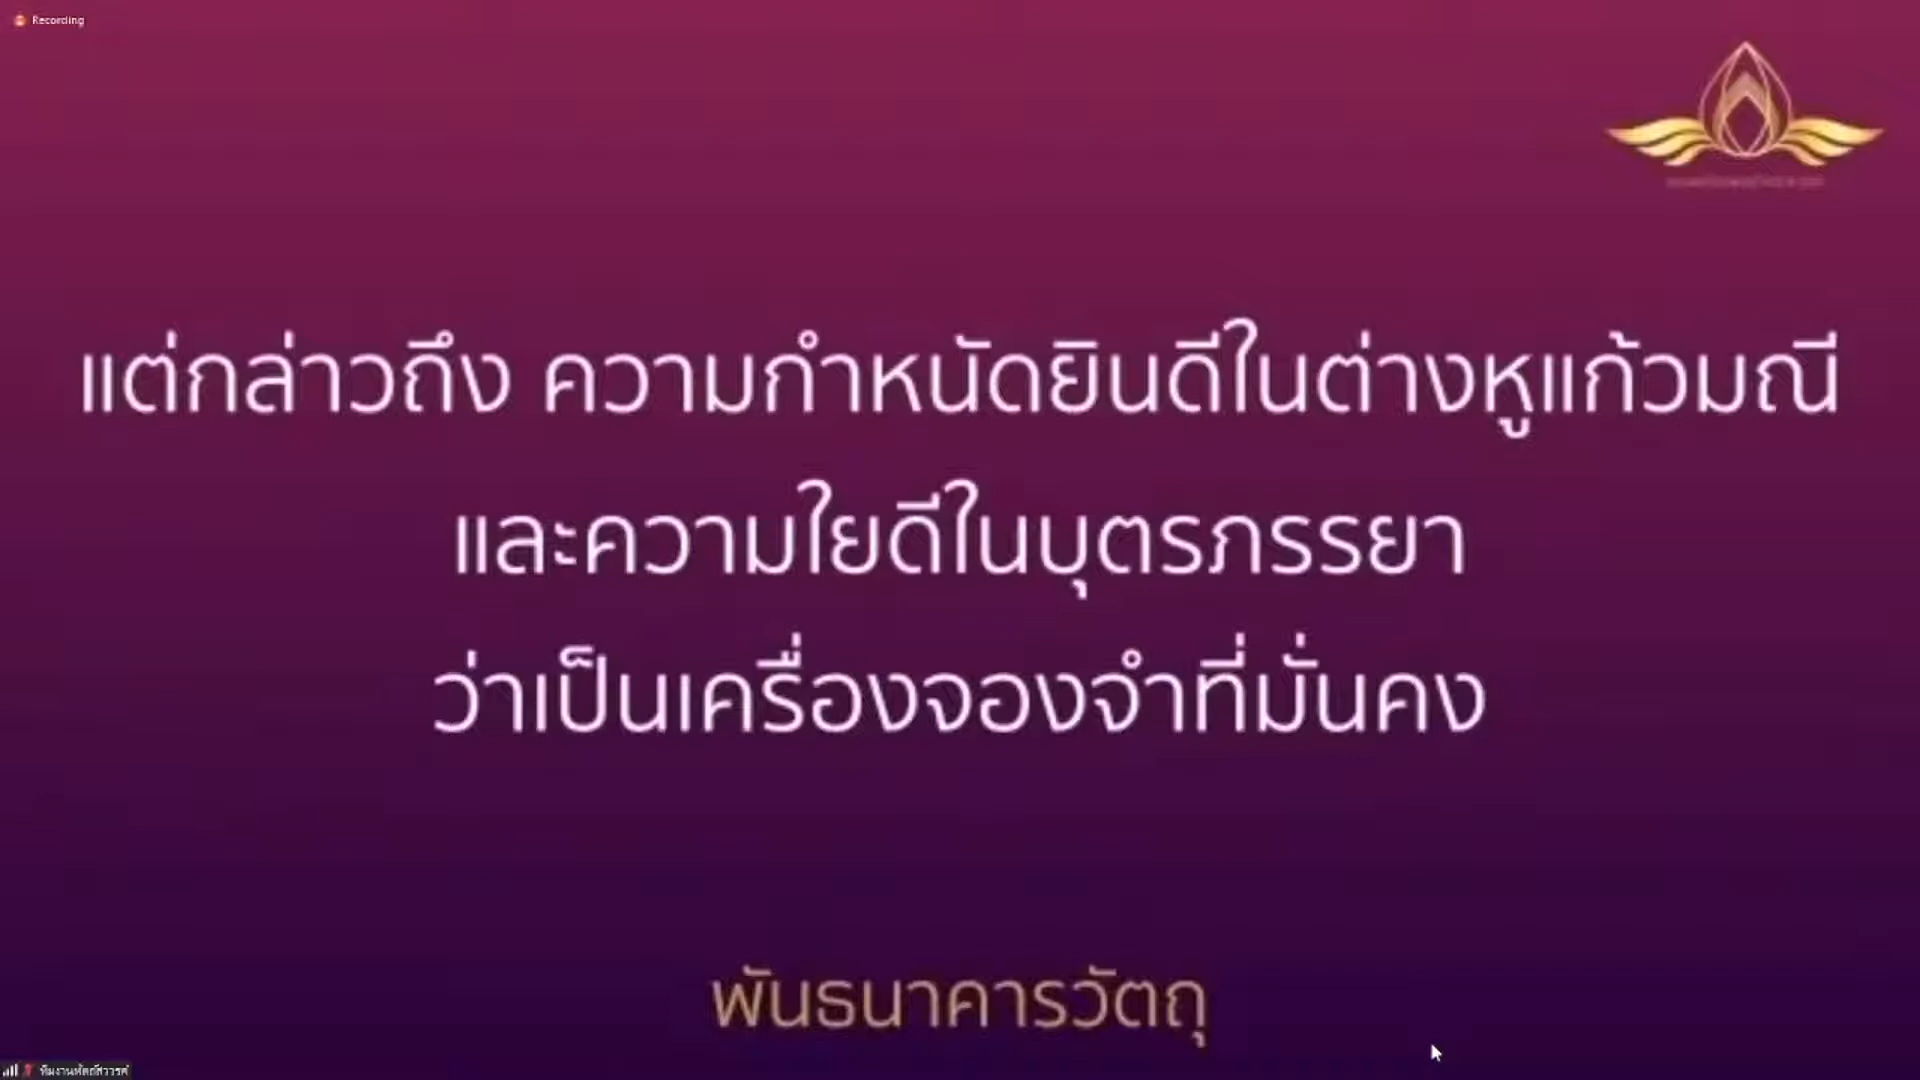 Recording
แต่กล่าวถึง ความกำหนัดยินดีในต่างหูแก้วมณี
และความใยดีในบุตรภรรยา
ว่าเป็นเครื่องจองจำที่มั่นคง
พันธนาคารวัตถุ